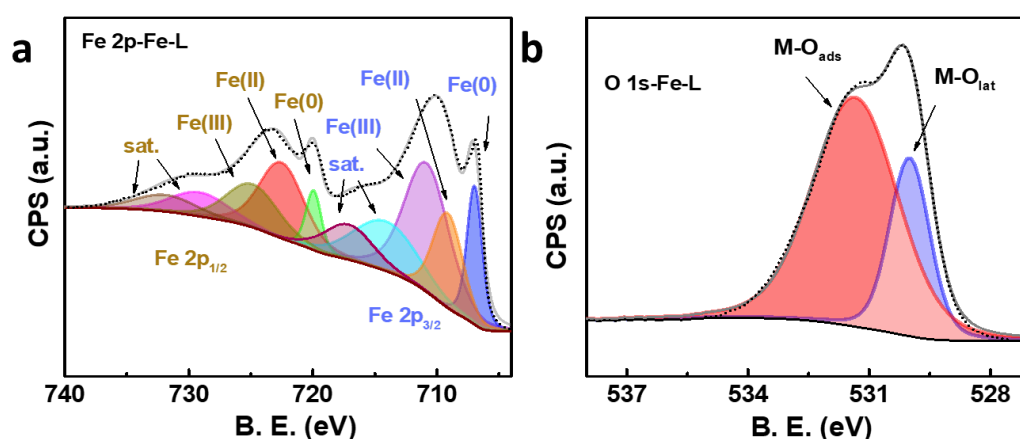 a
Fe 2p-Fe-L
Fe(II)
Fe(0)
Fe(III)
sat.
Fe(II)
Fe(0)
Fe(III)
sat.
Fe 2p1/2
Fe 2p3/2
CPS (a.u.)
740
730
720
710
B. E. (eV)
b
O 1s-Fe-L
M-Oads
M-Olat
CPS (a.u.)
537
534
531
528
B. E. (eV)